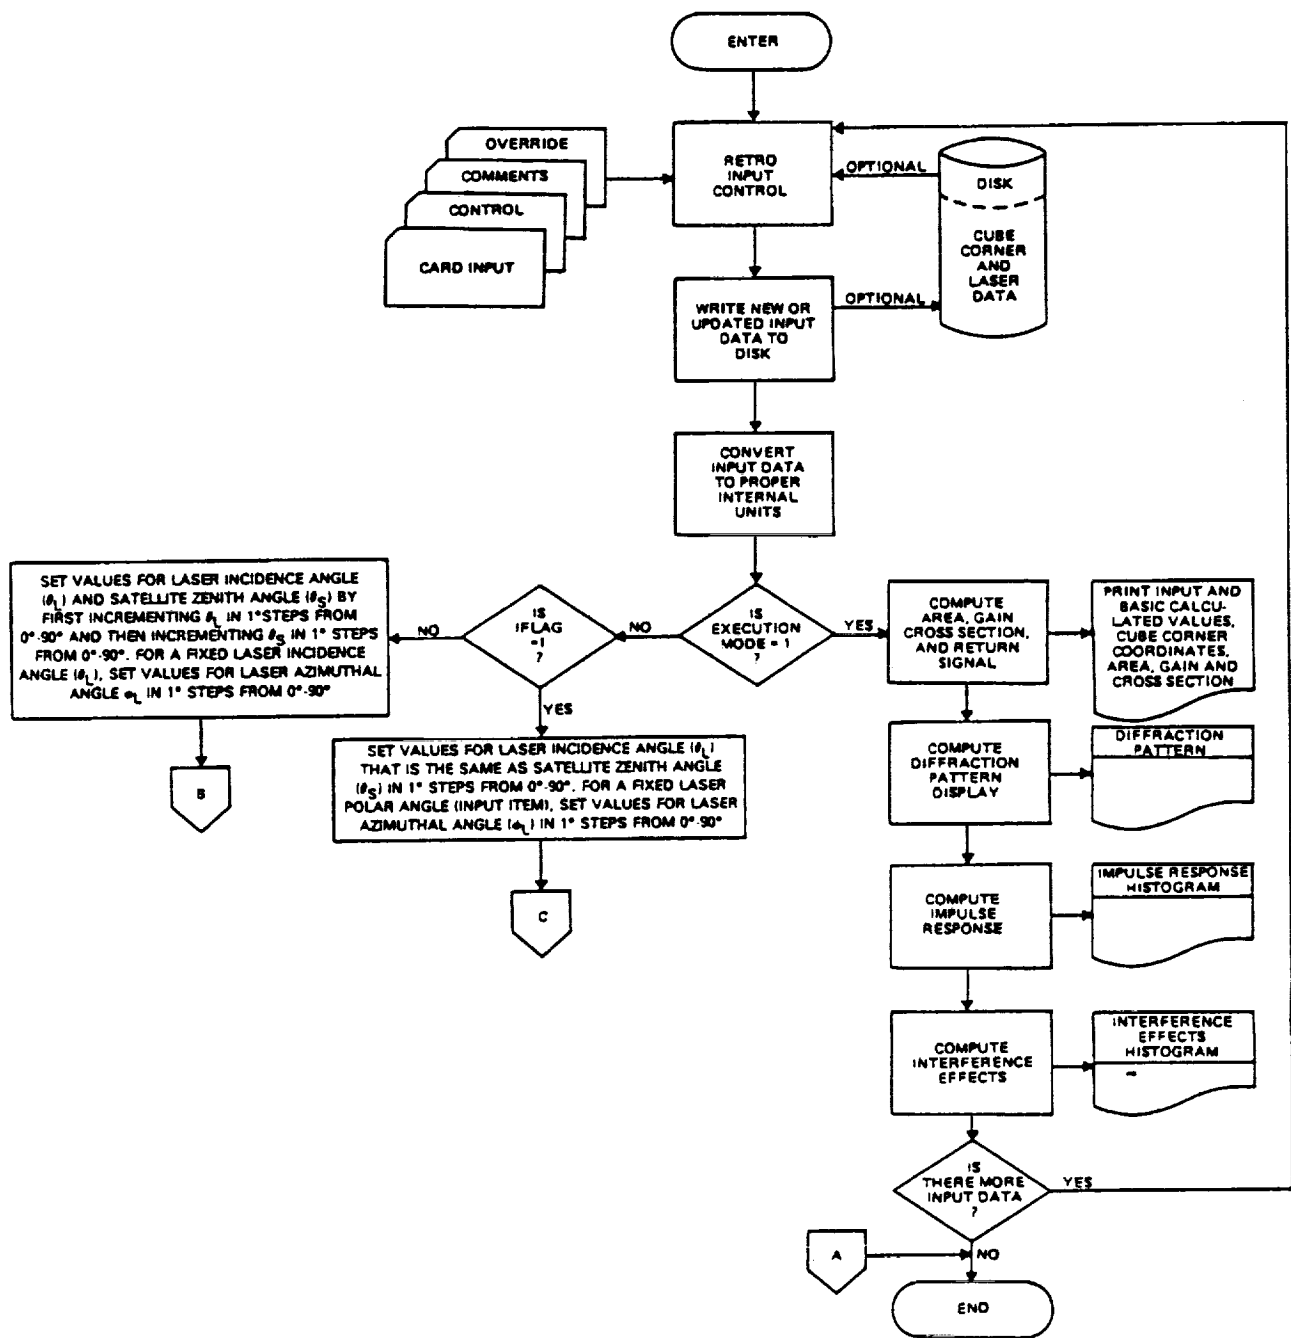 ENTER
OVERRIDE
COMMENTS
CONTROL
CARD INPUT
RETRO
INPUT
CONTROL
OPTIONAL
DISK
CUBE
CORNER
AND
LASER
DATA
WRITE NEW OR
UPDATED INPUT
DATA TO
DISK
OPTIONAL
CONVERT
INPUT DATA
TO PROPER
INTERNAL
UNITS
IS
EXECUTION
MODE = 1
?
NO
YES
IS
IFLAG
=1
?
NO
YES
SET VALUES FOR LASER INCIDENCE ANGLE
(θL) AND SATELLITE ZENITH ANGLE (θS) BY
FIRST INCREMENTING θL IN 1° STEPS FROM
0°-90° AND THEN INCREMENTING θS IN 1° STEPS
FROM 0°-90°. FOR A FIXED LASER INCIDENCE
ANGLE (θL), SET VALUES FOR LASER AZIMUTHAL
ANGLE φL IN 1° STEPS FROM 0°-90°
B
SET VALUES FOR LASER INCIDENCE ANGLE (θL)
THAT IS THE SAME AS SATELLITE ZENITH ANGLE
(θS) IN 1° STEPS FROM 0°-90°. FOR A FIXED LASER
POLAR ANGLE (INPUT ITEM), SET VALUES FOR LASER
AZIMUTHAL ANGLE (φL) IN 1° STEPS FROM 0°-90°
C
COMPUTE
AREA, GAIN
CROSS SECTION,
AND RETURN
SIGNAL
PRINT INPUT AND
BASIC CALCU-
LATED VALUES,
CUBE CORNER
COORDINATES,
AREA, GAIN AND
CROSS SECTION
COMPUTE
DIFFRACTION
PATTERN
DISPLAY
DIFFRACTION
PATTERN
COMPUTE
IMPULSE
RESPONSE
IMPULSE RESPONSE
HISTOGRAM
COMPUTE
INTERFERENCE
EFFECTS
INTERFERENCE
EFFECTS
HISTOGRAM
IS
THERE MORE
INPUT DATA
?
YES
A
NO
END